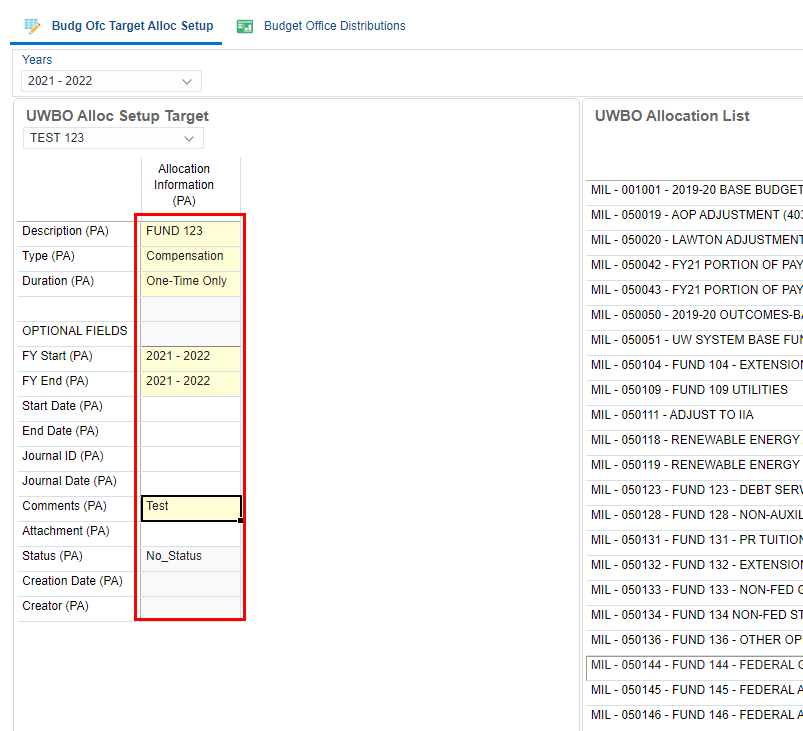 Budg Ofc Target Alloc Setup
Budget Office Distributions
Years
2021 - 2022
UWBO Alloc Setup Target
TEST 123
Allocation
Information
(PA)
Description (PA) FUND 123
Type (PA) Compensation
Duration (PA) One-Time Only
OPTIONAL FIELDS
FY Start (PA) 2021 - 2022
FY End (PA) 2021 - 2022
Start Date (PA)
End Date (PA)
Journal ID (PA)
Journal Date (PA)
Comments (PA) Test
Attachment (PA)
Status (PA) No_Status
Creation Date (PA)
Creator (PA)
UWBO Allocation List
MIL - 001001 - 2019-20 BASE BUDGET
MIL - 050019 - AOP ADJUSTMENT (403
MIL - 050020 - LAWTON ADJUSTMENT
MIL - 050042 - FY21 PORTION OF PAY
MIL - 050043 - FY21 PORTION OF PAY
MIL - 050050 - 2019-20 OUTCOMES-BA
MIL - 050051 - UW SYSTEM BASE FUN
MIL - 050104 - FUND 104 - EXTENSION
MIL - 050109 - FUND 109 UTILITIES
MIL - 050111 - ADJUST TO IIA
MIL - 050118 - RENEWABLE ENERGY
MIL - 050119 - RENEWABLE ENERGY
MIL - 050123 - FUND 123 - DEBT SERV
MIL - 050128 - FUND 128 - NON-AUXIL
MIL - 050131 - FUND 131 - PR TUITION
MIL - 050132 - FUND 132 - EXTENSION
MIL - 050133 - FUND 133 - NON-FED G
MIL - 050134 - FUND 134 NON-FED ST
MIL - 050136 - FUND 136 - OTHER OP
MIL - 050144 - FUND 144 - FEDERAL G
MIL - 050145 - FUND 145 - FEDERAL A
MIL - 050146 - FUND 146 - FEDERAL A